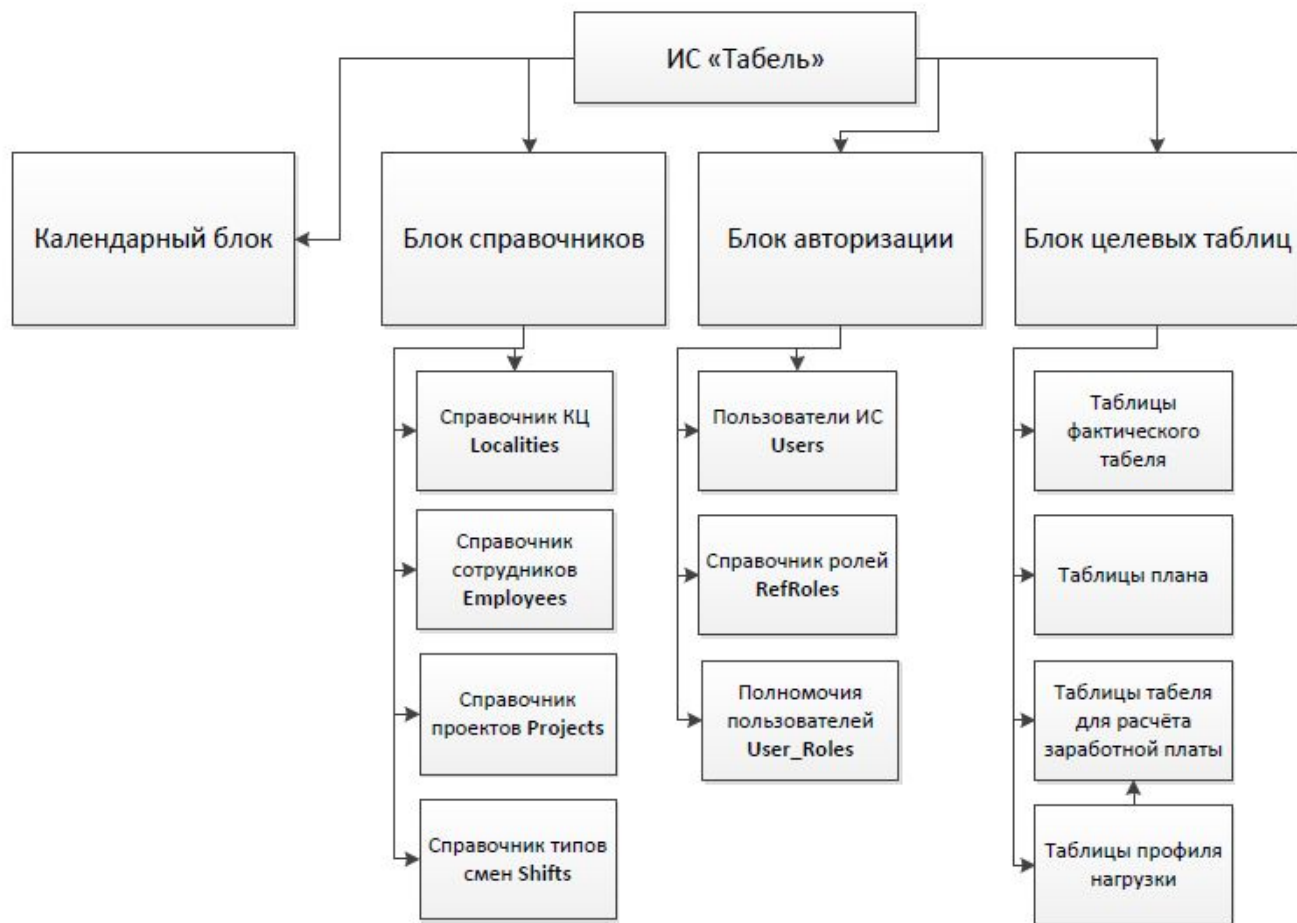 ИС «Табель»
Календарный блок
Блок справочников
Блок авторизации
Блок целевых таблиц
Справочник КЦ
Localities
Справочник
сотрудников
Employees
Справочник
проектов Projects
Справочник типов
смен Shifts
Пользователи ИС
Users
Справочник ролей
RefRoles
Полномочия
пользователей
User_Roles
Таблицы
фактического
табеля
Таблицы плана
Таблицы табеля
для расчёта
заработной платы
Таблицы профиля
нагрузки